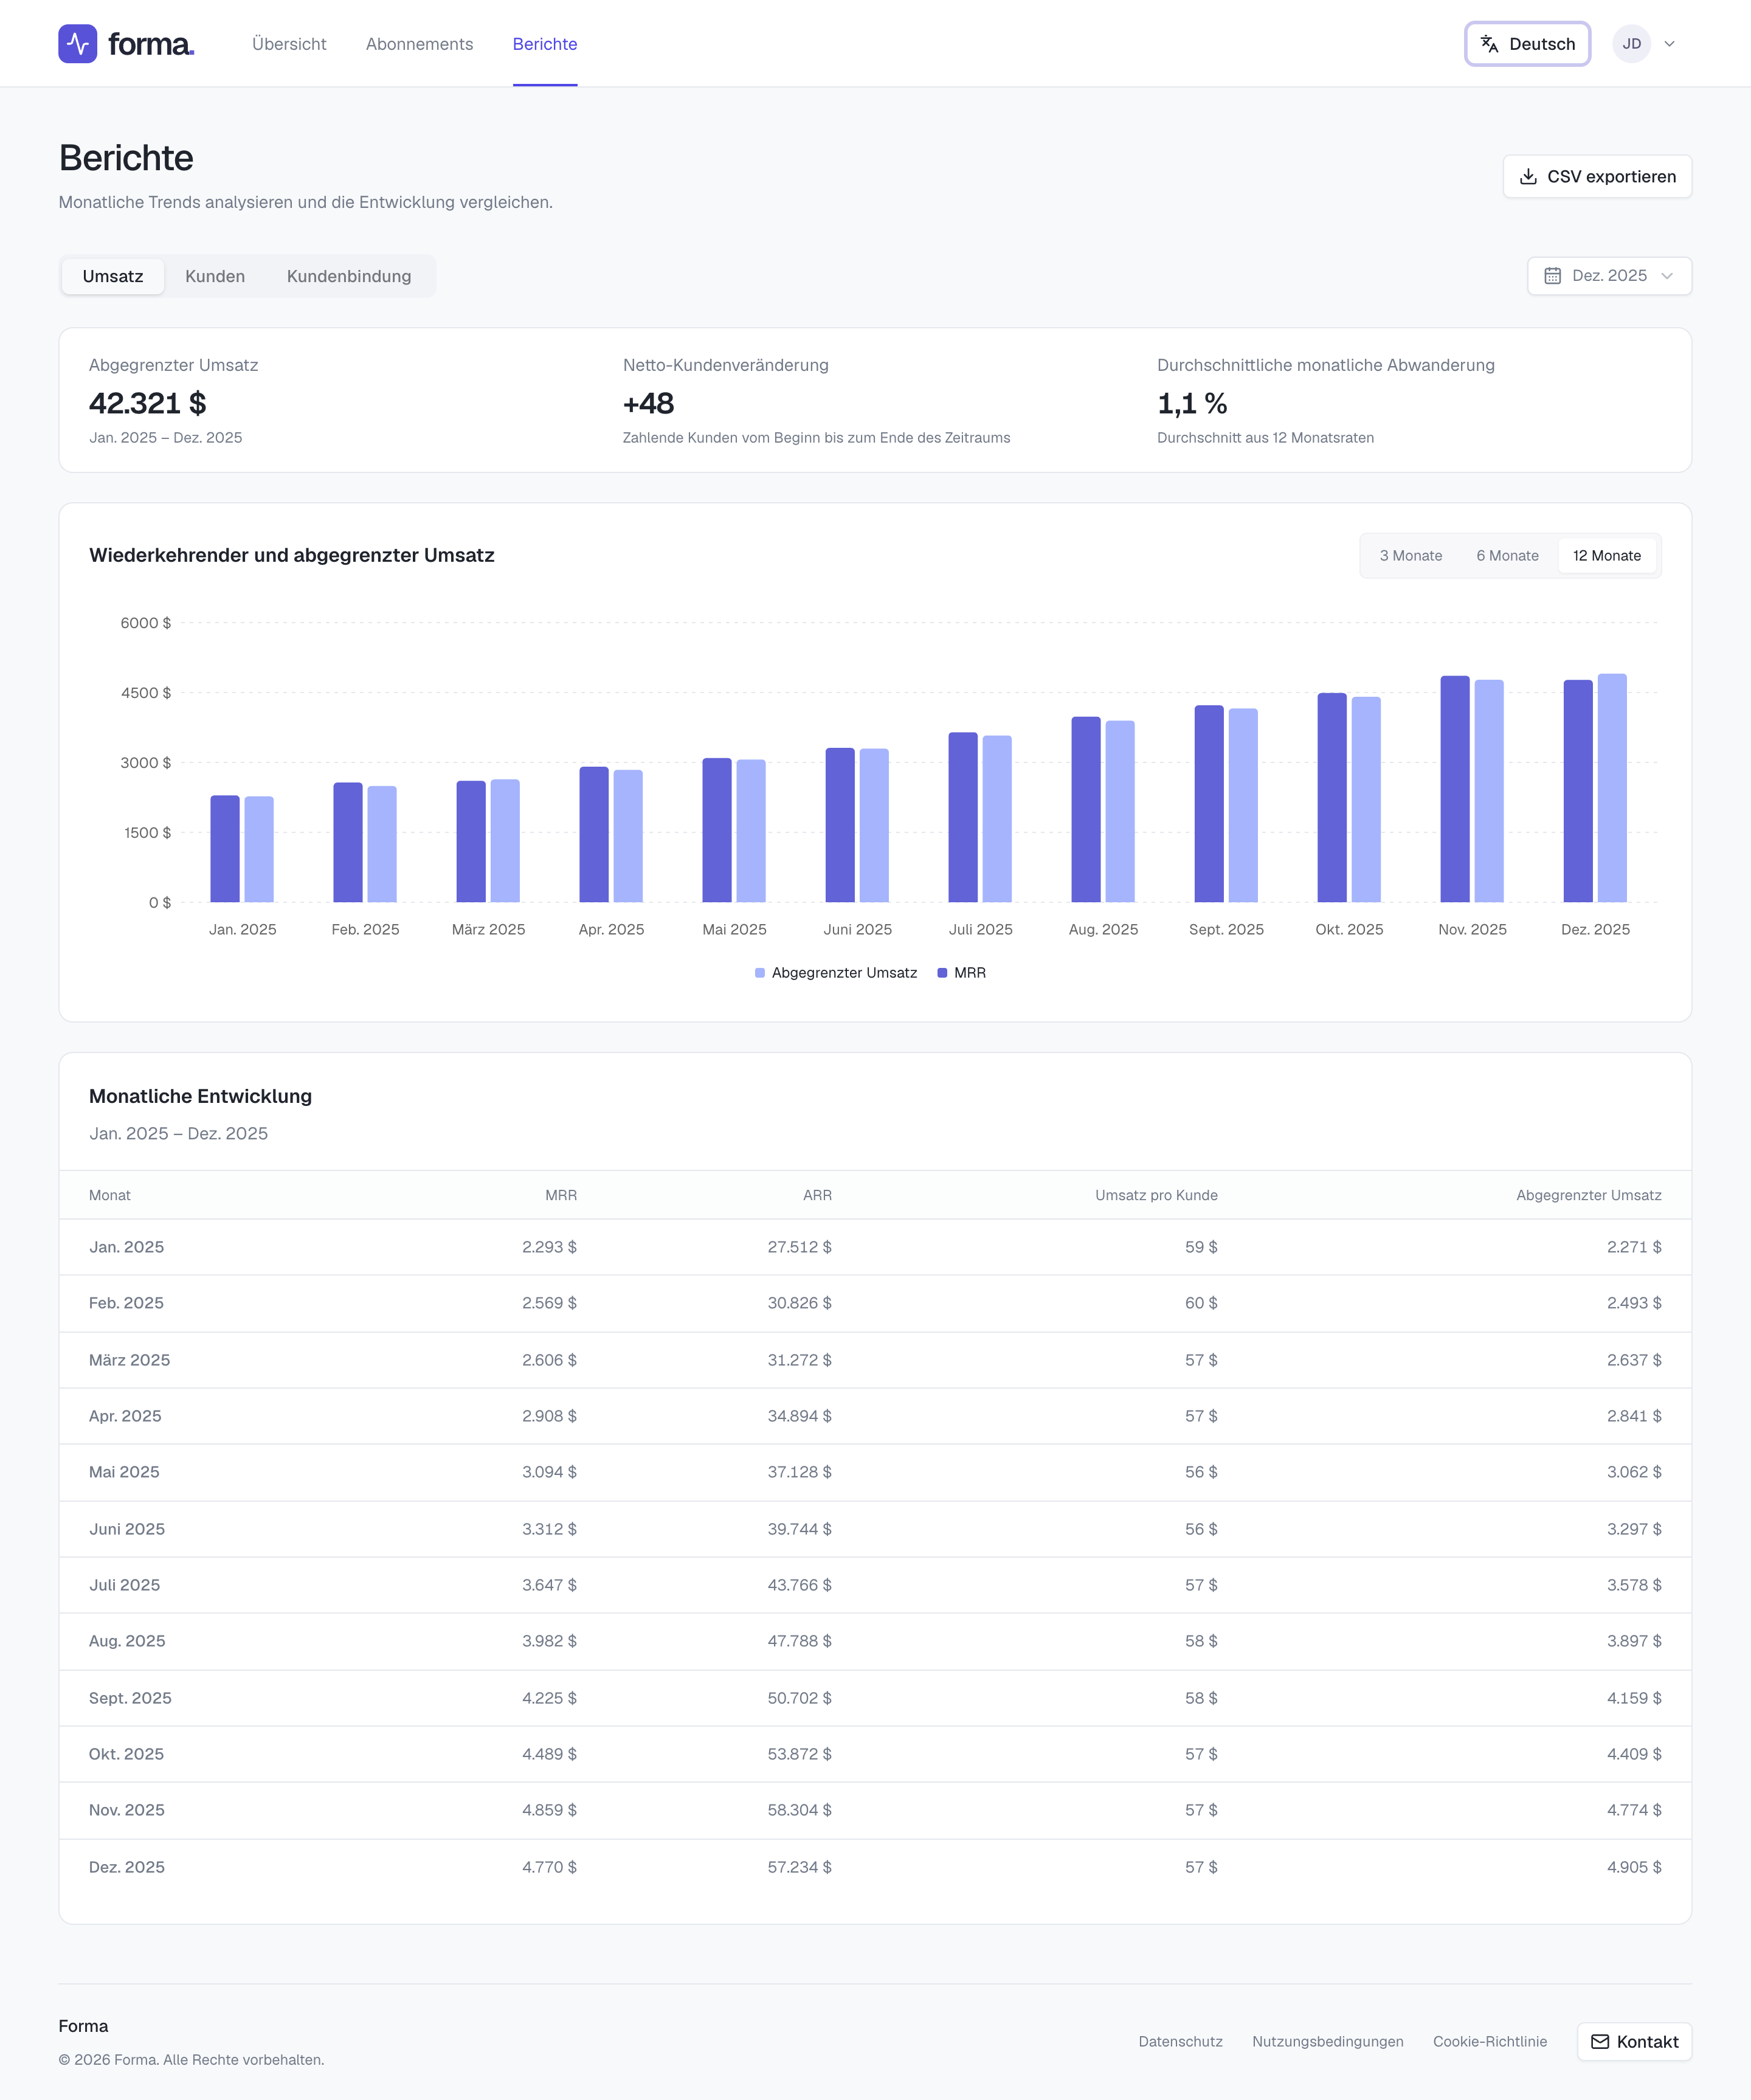 forma.
Übersicht Abonnements Berichte
Deutsch JD
Berichte
Monatliche Trends analysieren und die Entwicklung vergleichen.
CSV exportieren
Umsatz Kunden Kundenbindung
Dez. 2025
Abgegrenzter Umsatz
42.321 $
Jan. 2025 – Dez. 2025
Netto-Kundenveränderung
+48
Zahlende Kunden vom Beginn bis zum Ende des Zeitraums
Durchschnittliche monatliche Abwanderung
1,1 %
Durchschnitt aus 12 Monatsraten
Wiederkehrender und abgegrenzter Umsatz
3 Monate 6 Monate 12 Monate
6000 $
4500 $
3000 $
1500 $
0 $
Jan. 2025 Feb. 2025 März 2025 Apr. 2025 Mai 2025 Juni 2025 Juli 2025 Aug. 2025 Sept. 2025 Okt. 2025 Nov. 2025 Dez. 2025
Abgegrenzter Umsatz MRR
Monatliche Entwicklung
Jan. 2025 – Dez. 2025
Monat MRR ARR Umsatz pro Kunde Abgegrenzter Umsatz
Jan. 2025 2.293 $ 27.512 $ 59 $ 2.271 $
Feb. 2025 2.569 $ 30.826 $ 60 $ 2.493 $
März 2025 2.606 $ 31.272 $ 57 $ 2.637 $
Apr. 2025 2.908 $ 34.894 $ 57 $ 2.841 $
Mai 2025 3.094 $ 37.128 $ 56 $ 3.062 $
Juni 2025 3.312 $ 39.744 $ 56 $ 3.297 $
Juli 2025 3.647 $ 43.766 $ 57 $ 3.578 $
Aug. 2025 3.982 $ 47.788 $ 58 $ 3.897 $
Sept. 2025 4.225 $ 50.702 $ 58 $ 4.159 $
Okt. 2025 4.489 $ 53.872 $ 57 $ 4.409 $
Nov. 2025 4.859 $ 58.304 $ 57 $ 4.774 $
Dez. 2025 4.770 $ 57.234 $ 57 $ 4.905 $
Forma
© 2026 Forma. Alle Rechte vorbehalten.
Datenschutz Nutzungsbedingungen Cookie-Richtlinie Kontakt